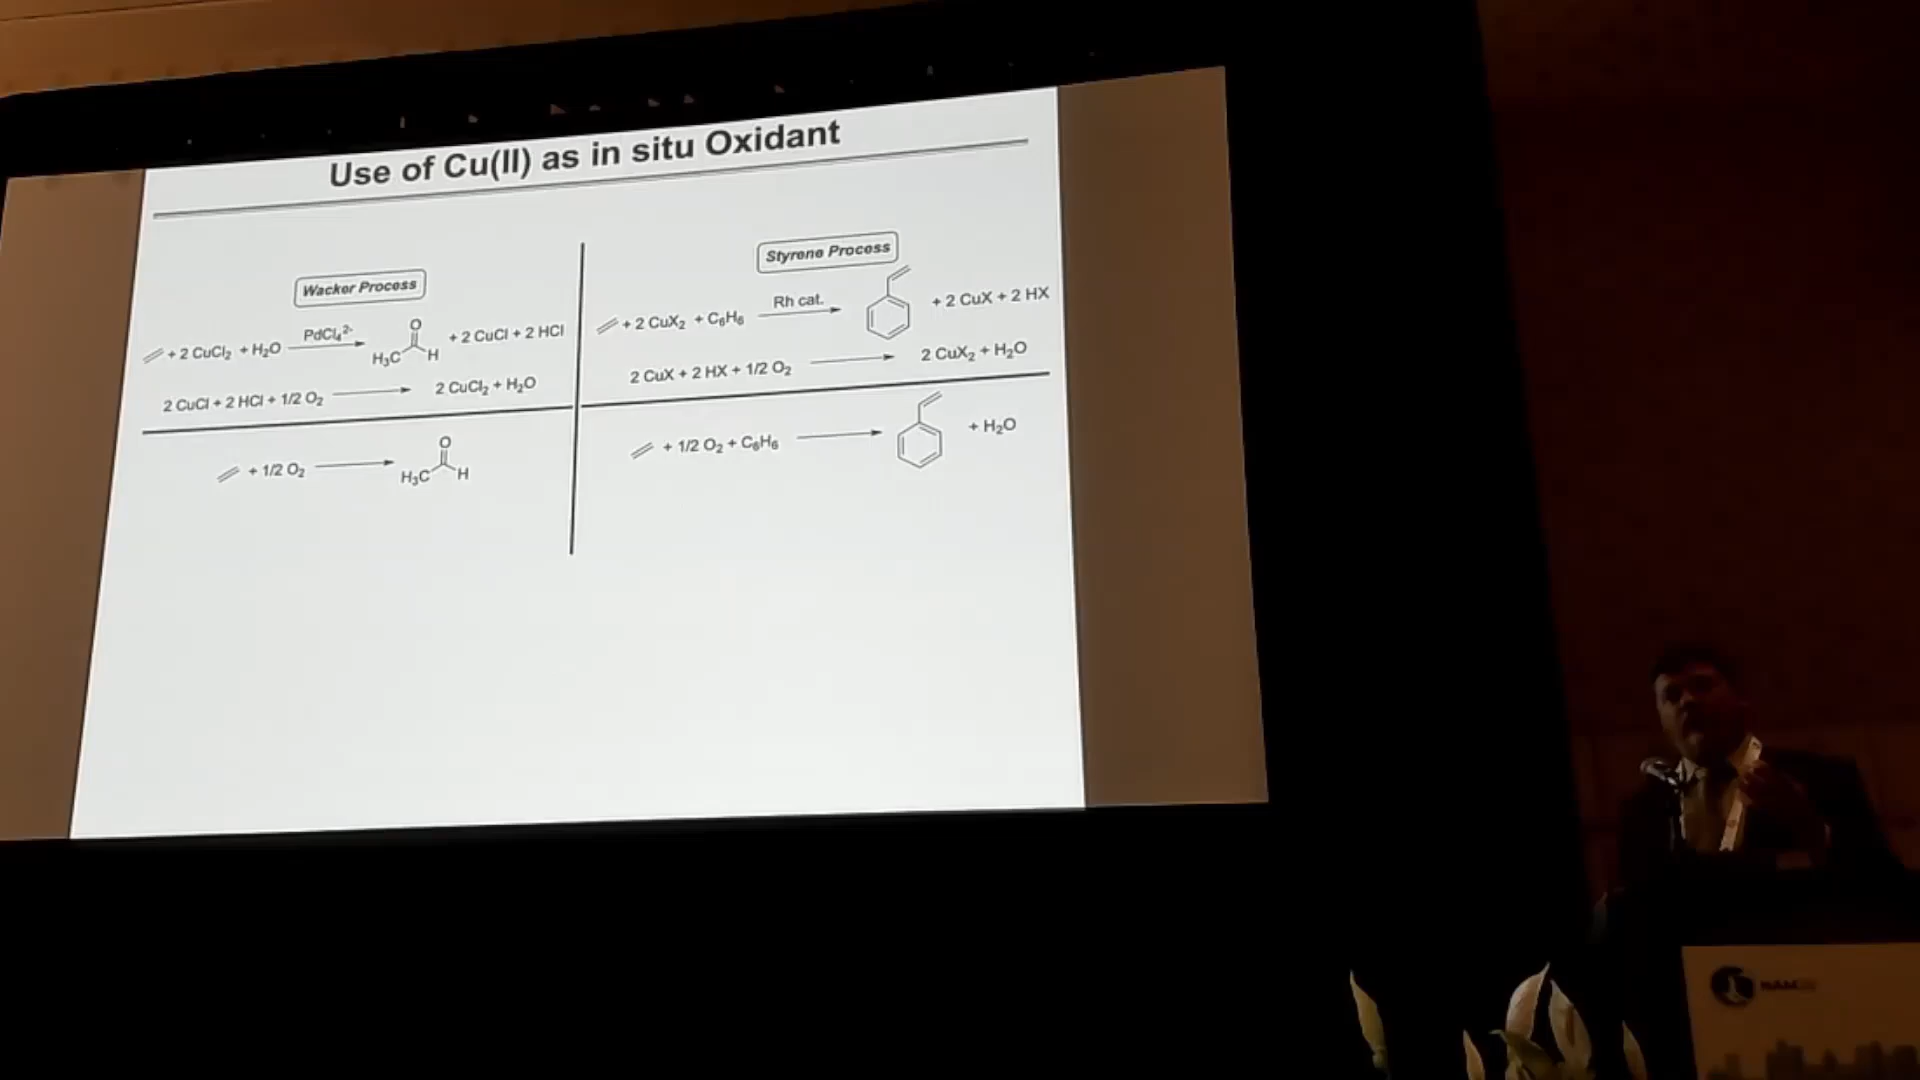 Use of Cu(II) as in situ Oxidant
Wacker Process
+ 2 CuCl₂ + H₂O PdCl₄²⁻ O H₃C H + 2 CuCl + 2 HCl
2 CuCl + 2 HCl + 1/2 O₂ 2 CuCl₂ + H₂O
+ 1/2 O₂ O H₃C H
Styrene Process
+ 2 CuX₂ + C₆H₆ Rh cat. + 2 CuX + 2 HX
2 CuX + 2 HX + 1/2 O₂ 2 CuX₂ + H₂O
+ 1/2 O₂ + C₆H₆ + H₂O